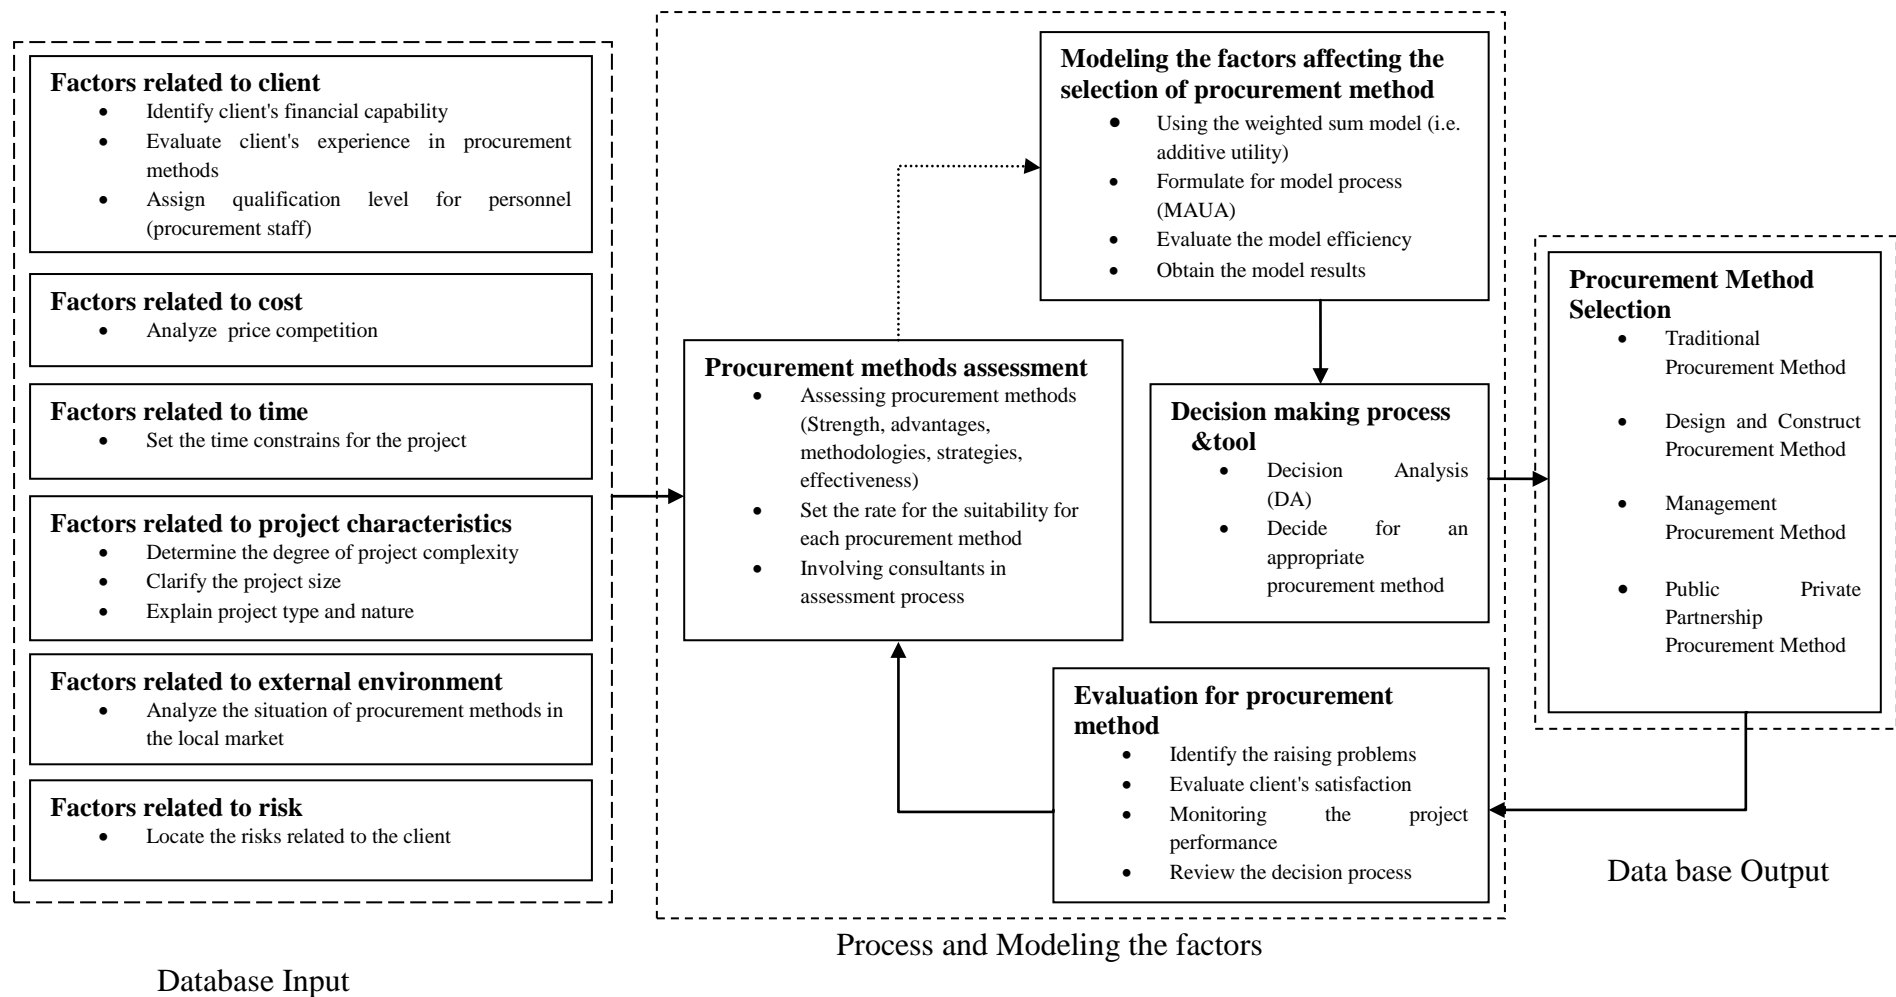 Factors related to client
• Identify client's financial capability
• Evaluate client's experience in procurement
methods
• Assign qualification level for personnel
(procurement staff)
Factors related to cost
• Analyze price competition
Factors related to time
• Set the time constrains for the project
Factors related to project characteristics
• Determine the degree of project complexity
• Clarify the project size
• Explain project type and nature
Factors related to external environment
• Analyze the situation of procurement methods in
the local market
Factors related to risk
• Locate the risks related to the client
Database Input
Procurement methods assessment
• Assessing procurement methods
(Strength, advantages,
methodologies, strategies,
effectiveness)
• Set the rate for the suitability for
each procurement method
• Involving consultants in
assessment process
Modeling the factors affecting the
selection of procurement method
• Using the weighted sum model (i.e.
additive utility)
• Formulate for model process
(MAUA)
• Evaluate the model efficiency
• Obtain the model results
Decision making process
&tool
• Decision Analysis
(DA)
• Decide for an
appropriate
procurement method
Evaluation for procurement
method
• Identify the raising problems
• Evaluate client's satisfaction
• Monitoring the project
performance
• Review the decision process
Process and Modeling the factors
Procurement Method
Selection
• Traditional
Procurement Method
• Design and Construct
Procurement Method
• Management
Procurement Method
• Public Private
Partnership
Procurement Method
Data base Output